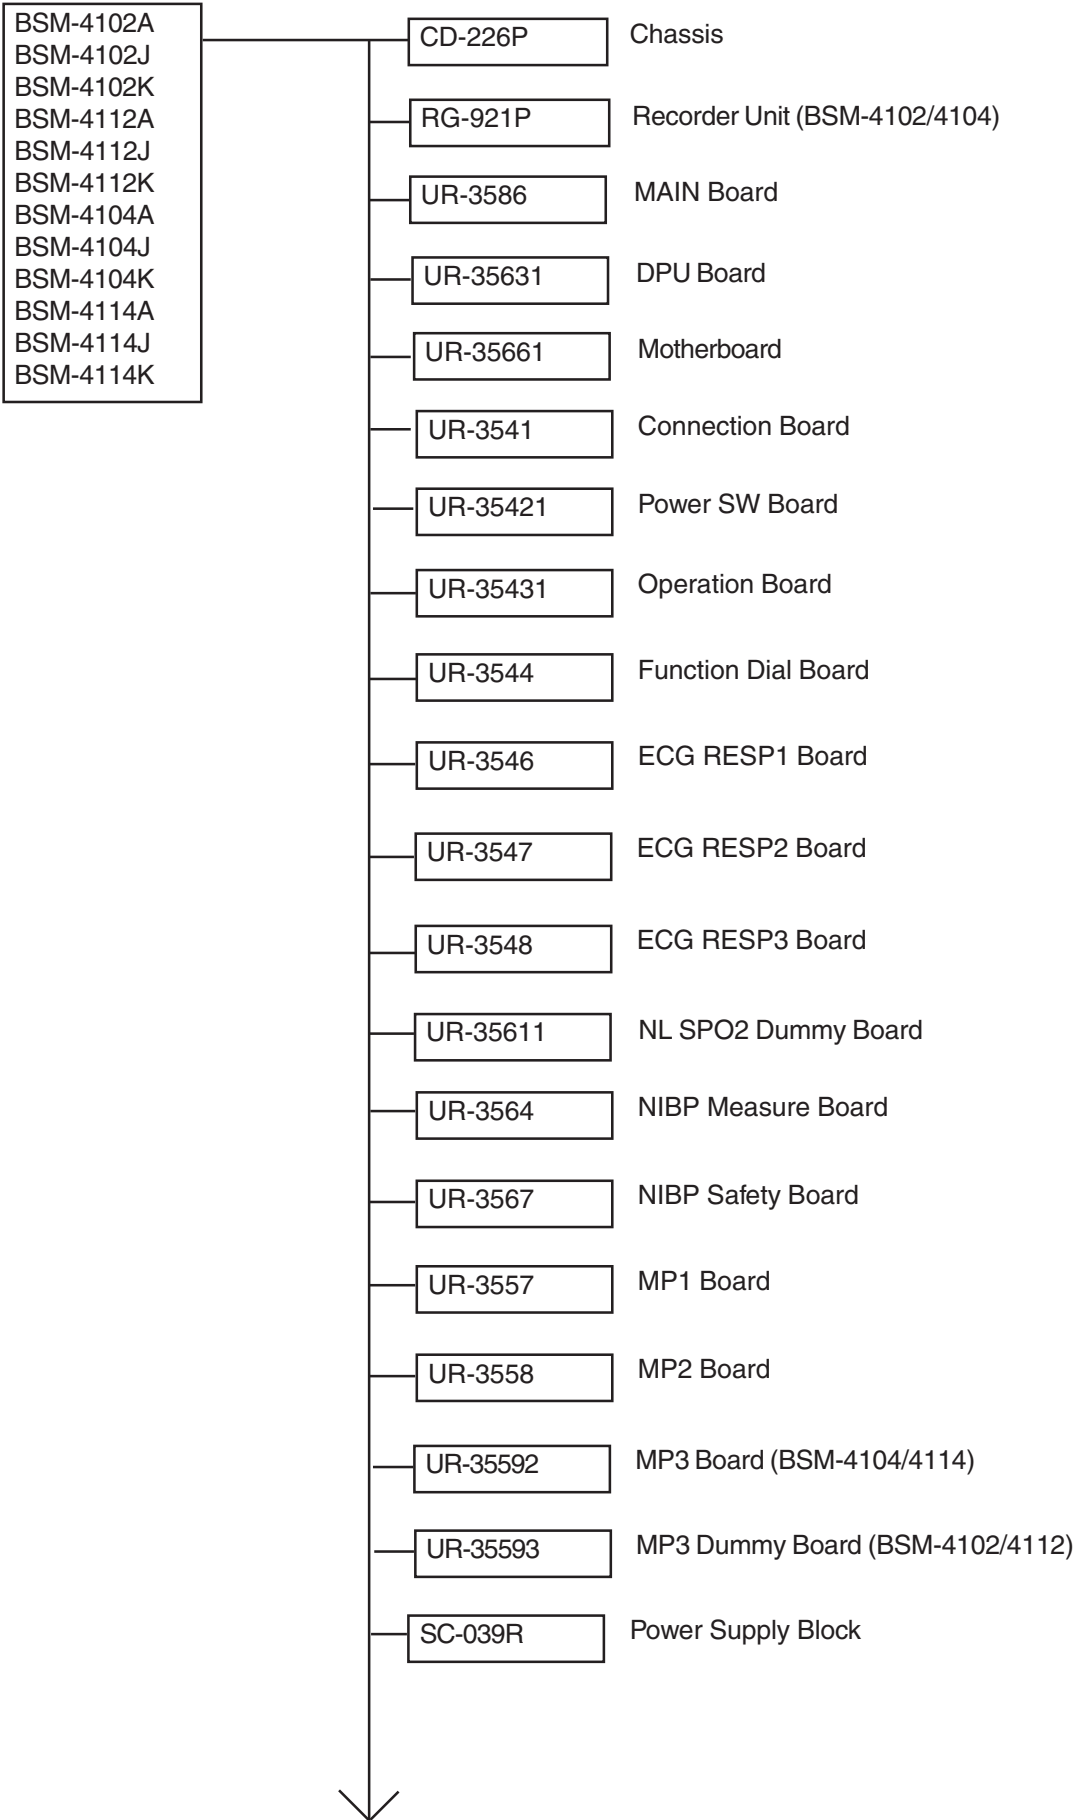 BSM-4102A
BSM-4102J
BSM-4102K
BSM-4112A
BSM-4112J
BSM-4112K
BSM-4104A
BSM-4104J
BSM-4104K
BSM-4114A
BSM-4114J
BSM-4114K
CD-226P Chassis
RG-921P Recorder Unit (BSM-4102/4104)
UR-3586 MAIN Board
UR-35631 DPU Board
UR-35661 Motherboard
UR-3541 Connection Board
UR-35421 Power SW Board
UR-35431 Operation Board
UR-3544 Function Dial Board
UR-3546 ECG RESP1 Board
UR-3547 ECG RESP2 Board
UR-3548 ECG RESP3 Board
UR-35611 NL SPO2 Dummy Board
UR-3564 NIBP Measure Board
UR-3567 NIBP Safety Board
UR-3557 MP1 Board
UR-3558 MP2 Board
UR-35592 MP3 Board (BSM-4104/4114)
UR-35593 MP3 Dummy Board (BSM-4102/4112)
SC-039R Power Supply Block